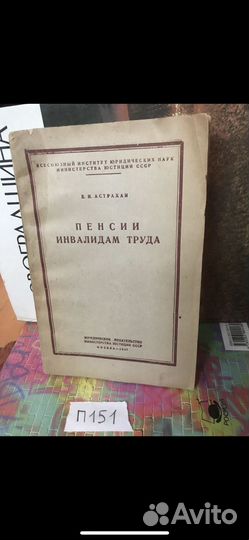 ВСЕСОЮЗНЫЙ ИНСТИТУТ ЮРИДИЧЕСКИХ НАУК
МИНИСТЕРСТВА ЮСТИЦИИ СССР
Е. И. АСТРАХАН
ПЕНСИИ
ИНВАЛИДАМ ТРУДА
ЮРИДИЧЕСКОЕ ИЗДАТЕЛЬСТВО
МИНИСТЕРСТВА ЮСТИЦИИ СССР
П151
Avito